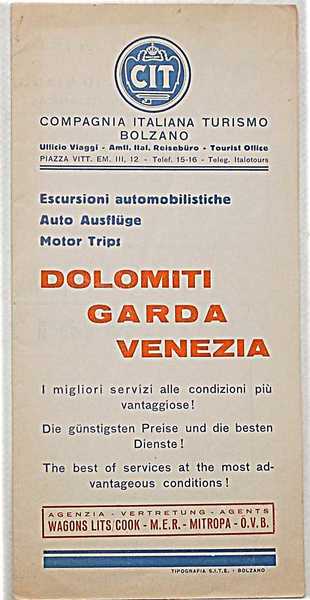 CIT
COMPAGNIA ITALIANA TURISMO
BOLZANO
Ufficio Viaggi - Amtl. Ital. Reisebüro - Tourist Office
PIAZZA VITT. EM. III, 12 - Telef. 15-16 - Teleg. Italotours
Escursioni automobilistiche
Auto Ausflüge
Motor Trips
DOLOMITI
GARDA
VENEZIA
I migliori servizi alle condizioni più
vantaggiose!
Die günstigsten Preise und die besten
Dienste!
The best of services at the most ad-
vantageous conditions!
AGENZIA - VERTRETUNG - AGENTS
WAGONS LITS/COOK - M.E.R. - MITROPA - Ö.V.B.
TIPOGRAFIA S.I.T.E. - BOLZANO